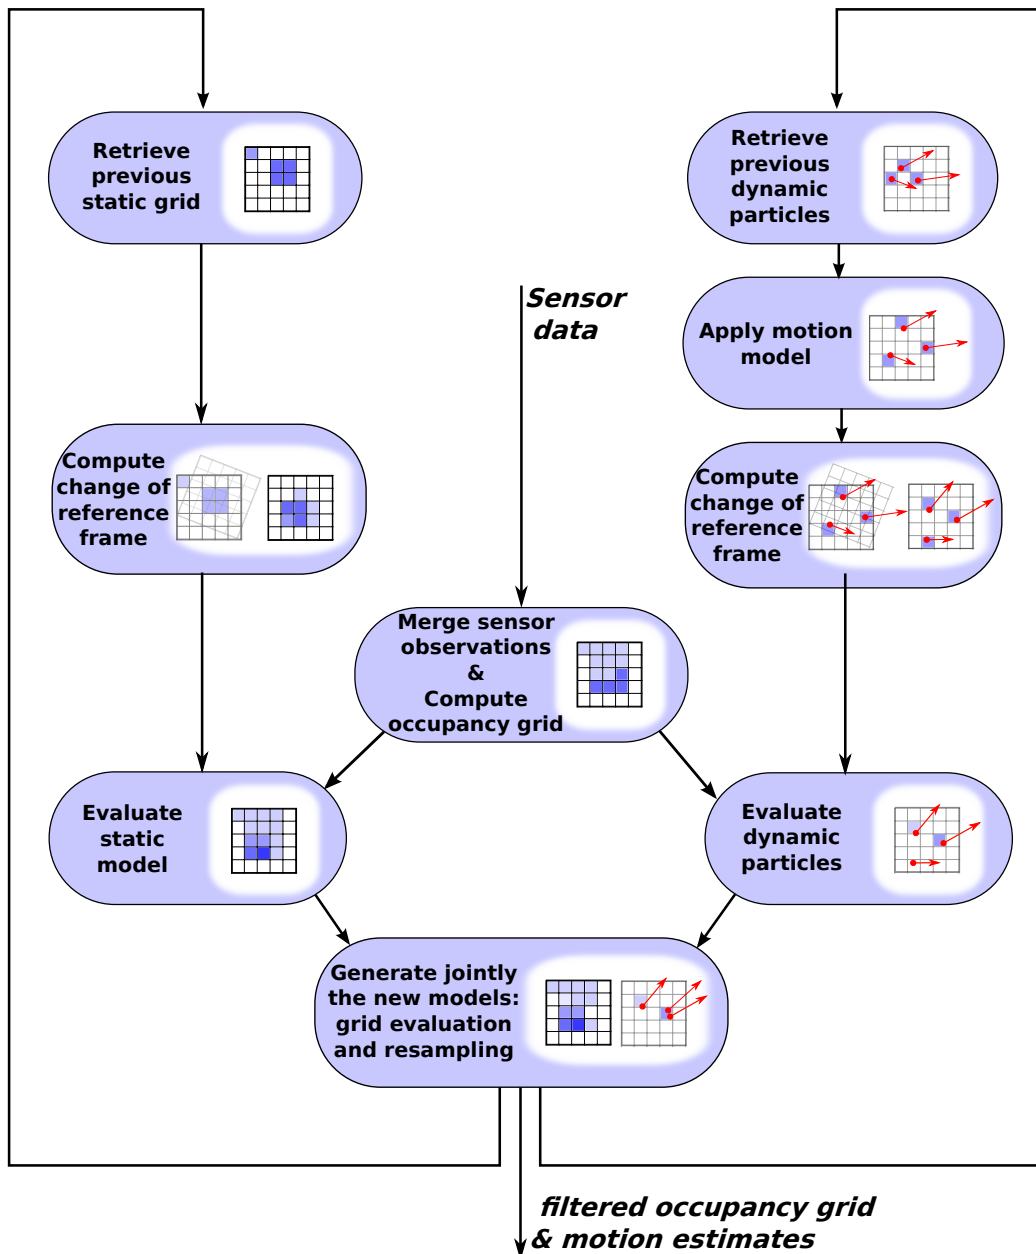 Retrieve
previous
static grid
Retrieve
previous
dynamic
particles
Sensor
data
Apply motion
model
Compute
change of
reference
frame
Compute
change of
reference
frame
Merge sensor
observations
&
Compute
occupancy grid
Evaluate
static
model
Evaluate
dynamic
particles
Generate jointly
the new models:
grid evaluation
and resampling
filtered occupancy grid
& motion estimates